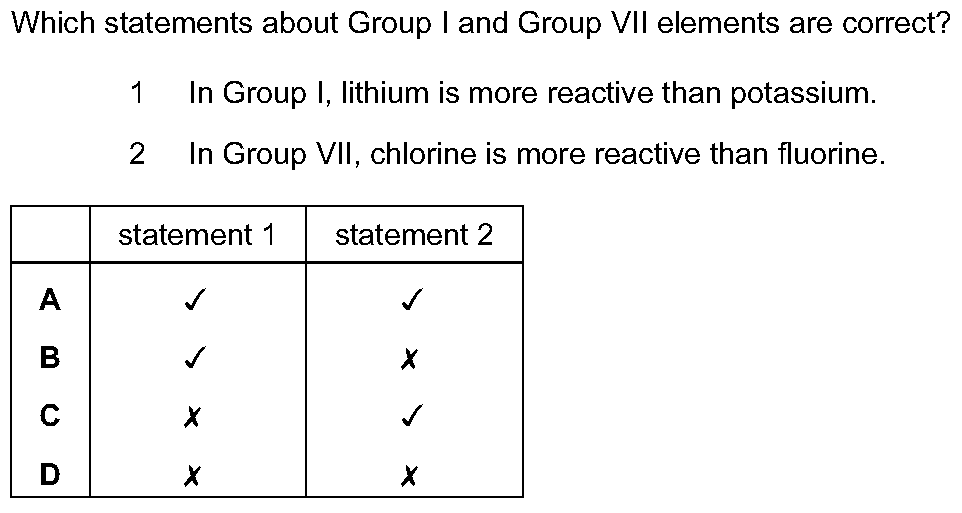 Which statements about Group I and Group VII elements are correct?
1 In Group I, lithium is more reactive than potassium.
2 In Group VII, chlorine is more reactive than fluorine.
statement 1 statement 2
A ✓ ✓
B ✓ ✗
C ✗ ✓
D ✗ ✗